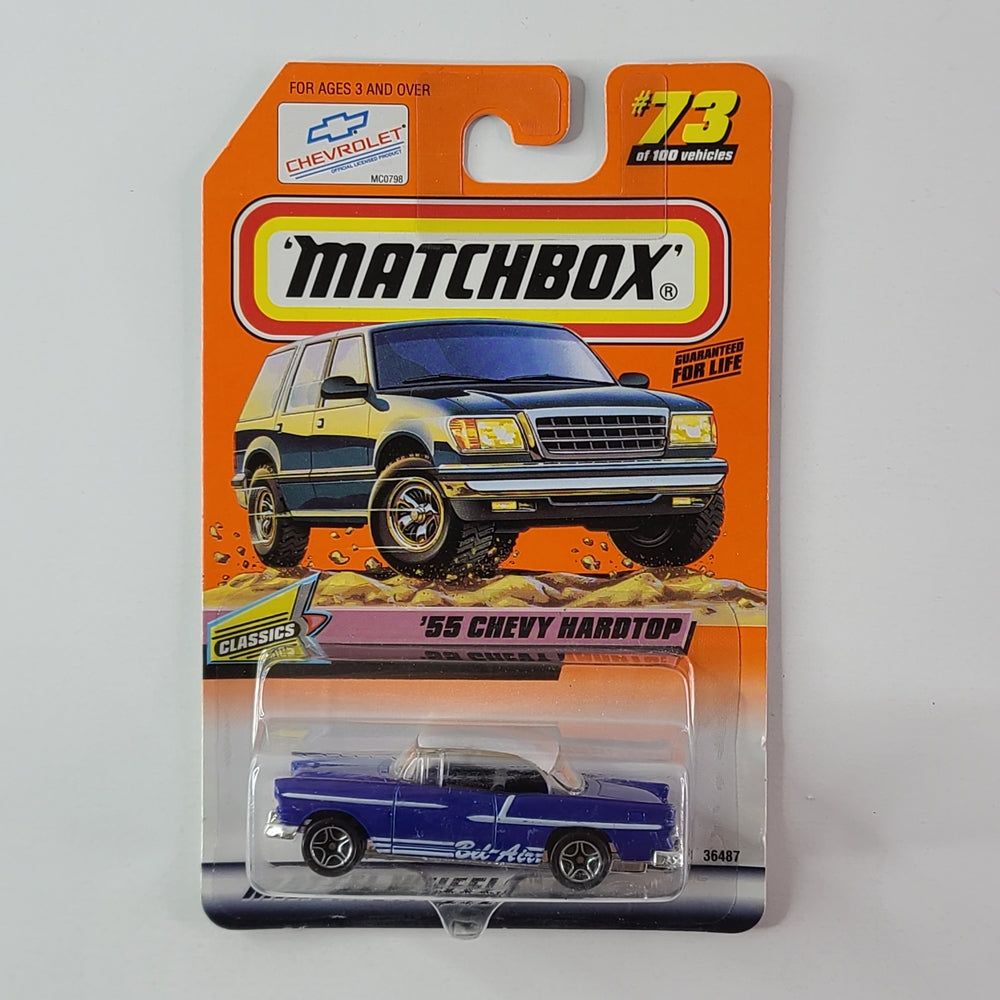 FOR AGES 3 AND OVER
CHEVROLET
OFFICIAL LICENSED PRODUCT
MC0798
#73
of 100 vehicles
'MATCHBOX' ®
GUARANTEED
FOR LIFE
CLASSICS
'55 CHEVY HARDTOP
Bel-Air
36487